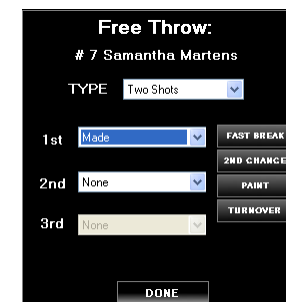 Free Throw:
# 7 Samantha Martens
TYPE Two Shots
1st Made
FAST BREAK
2ND CHANCE
2nd None
PAINT
TURNOVER
3rd None
DONE